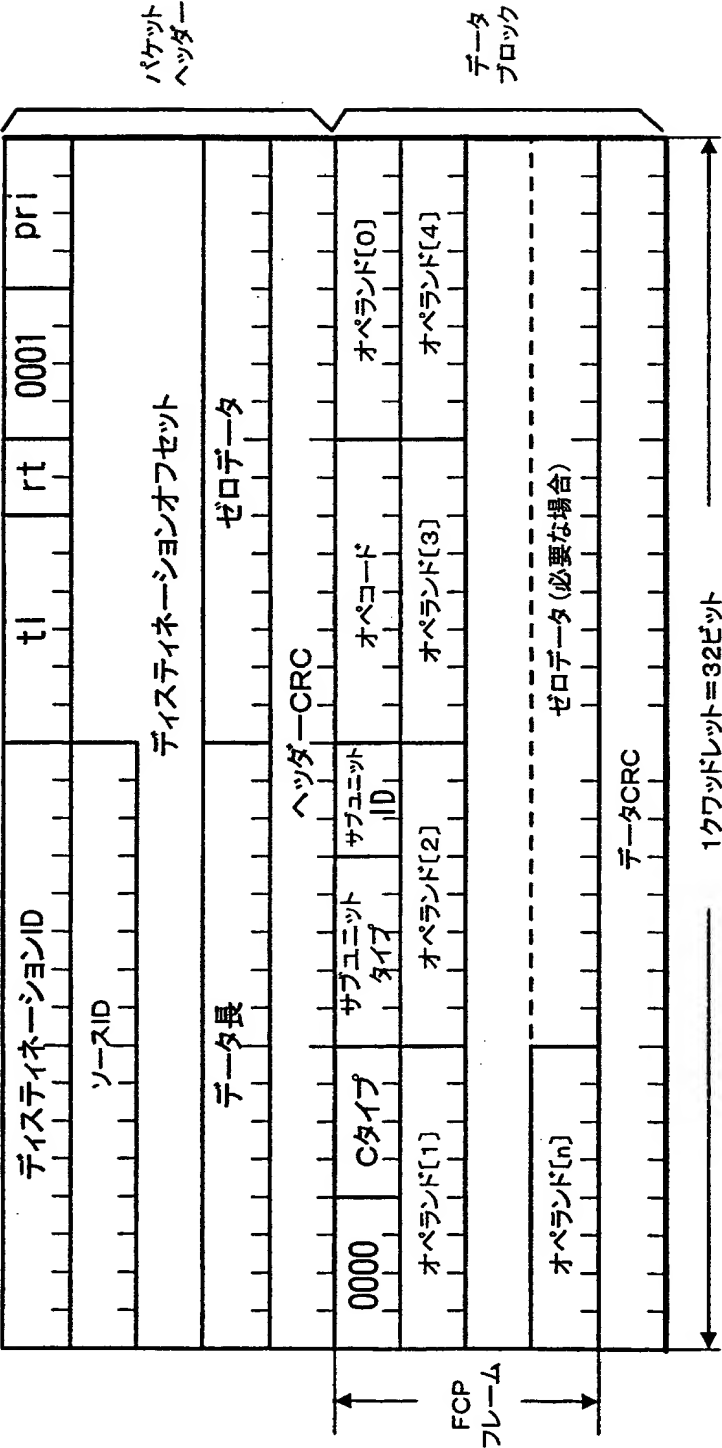 ディスティネーションID tl rt 0001 pri
ソースID
ディスティネーションオフセット
データ長 ゼロデータ
ヘッダーCRC
パケット
ヘッダー
0000 Cタイプ サブユニット
タイプ サブユニット
ID オペコード オペランド[0]
オペランド[1] オペランド[2] オペランド[3] オペランド[4]
オペランド[n] ゼロデータ(必要な場合)
データCRC
データ
ブロック
FCP
フレーム
1クワッドレット=32ビット